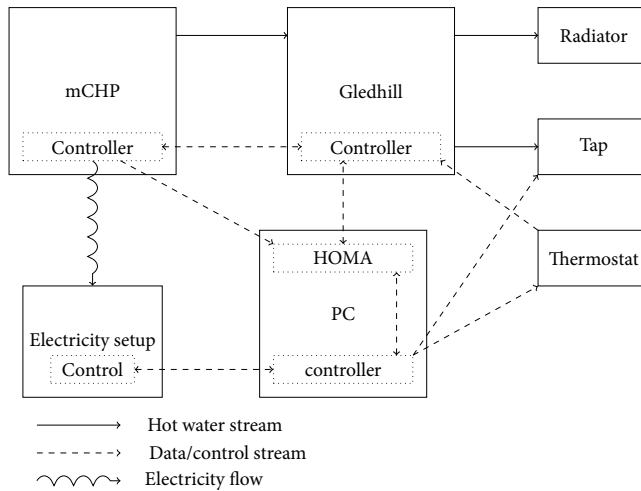 mCHP
Controller
Gledhill
Controller
Radiator
Tap
Thermostat
HOMA
PC
controller
Electricity setup
Control
Hot water stream
Data/control stream
Electricity flow